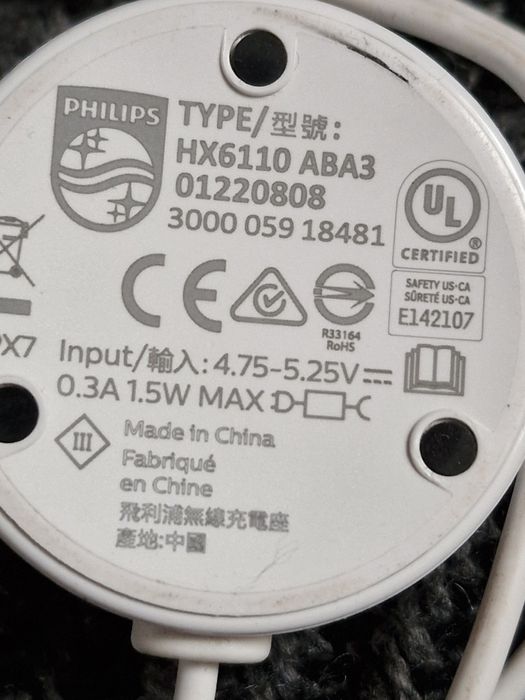 PHILIPS
TYPE/型號:
HX6110 ABA3
01220808
3000 059 18481
UL
®
CERTIFIED
SAFETY US-CA
SÛRETÉ US-CA
E142107
CE
R33164
RoHS
PX7
Input/輸入: 4.75-5.25V
0.3A 1.5W MAX
III
Made in China
Fabriqué
en Chine
飛利浦無線充電座
產地:中國